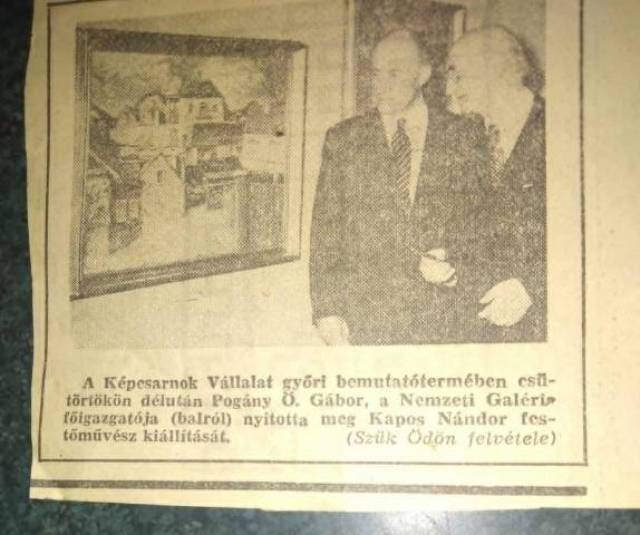 A Képcsarnok Vállalat győri bemutatótermében csü-
törtökön délután Pogány Ö. Gábor, a Nemzeti Galéria
főigazgatója (balról) nyitotta meg Kapos Nándor fes-
tőművész kiállítását. (Szük Ödön felvétele)